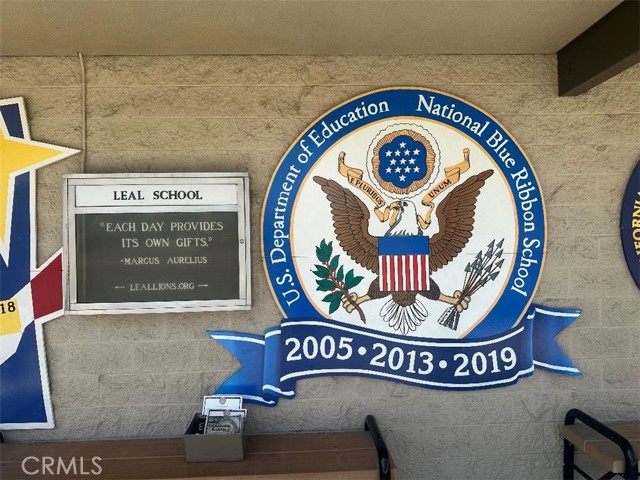 LEAL SCHOOL
"EACH DAY PROVIDES
ITS OWN GIFTS."
-MARCUS AURELIUS
— LEALLIONS.ORG —
18
U.S. Department of Education National Blue Ribbon School
E PLURIBUS UNUM
2005 • 2013 • 2019
CRMLS